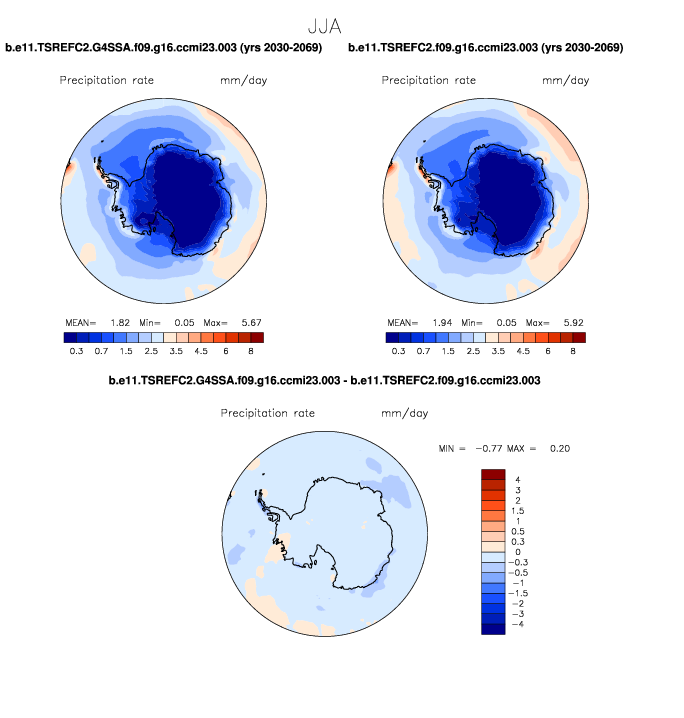 JJA
b.e11.TSREFC2.G4SSA.f09.g16.ccmi23.003 (yrs 2030-2069) b.e11.TSREFC2.f09.g16.ccmi23.003 (yrs 2030-2069)
Precipitation rate mm/day Precipitation rate mm/day
MEAN= 1.82 Min= 0.05 Max= 5.67 MEAN= 1.94 Min= 0.05 Max= 5.92
0.3 0.7 1.5 2.5 3.5 4.5 6 8 0.3 0.7 1.5 2.5 3.5 4.5 6 8
b.e11.TSREFC2.G4SSA.f09.g16.ccmi23.003 - b.e11.TSREFC2.f09.g16.ccmi23.003
Precipitation rate mm/day
MIN = -0.77 MAX = 0.20
4
3
2
1.5
1
0.5
0.3
0
-0.3
-0.5
-1
-1.5
-2
-3
-4